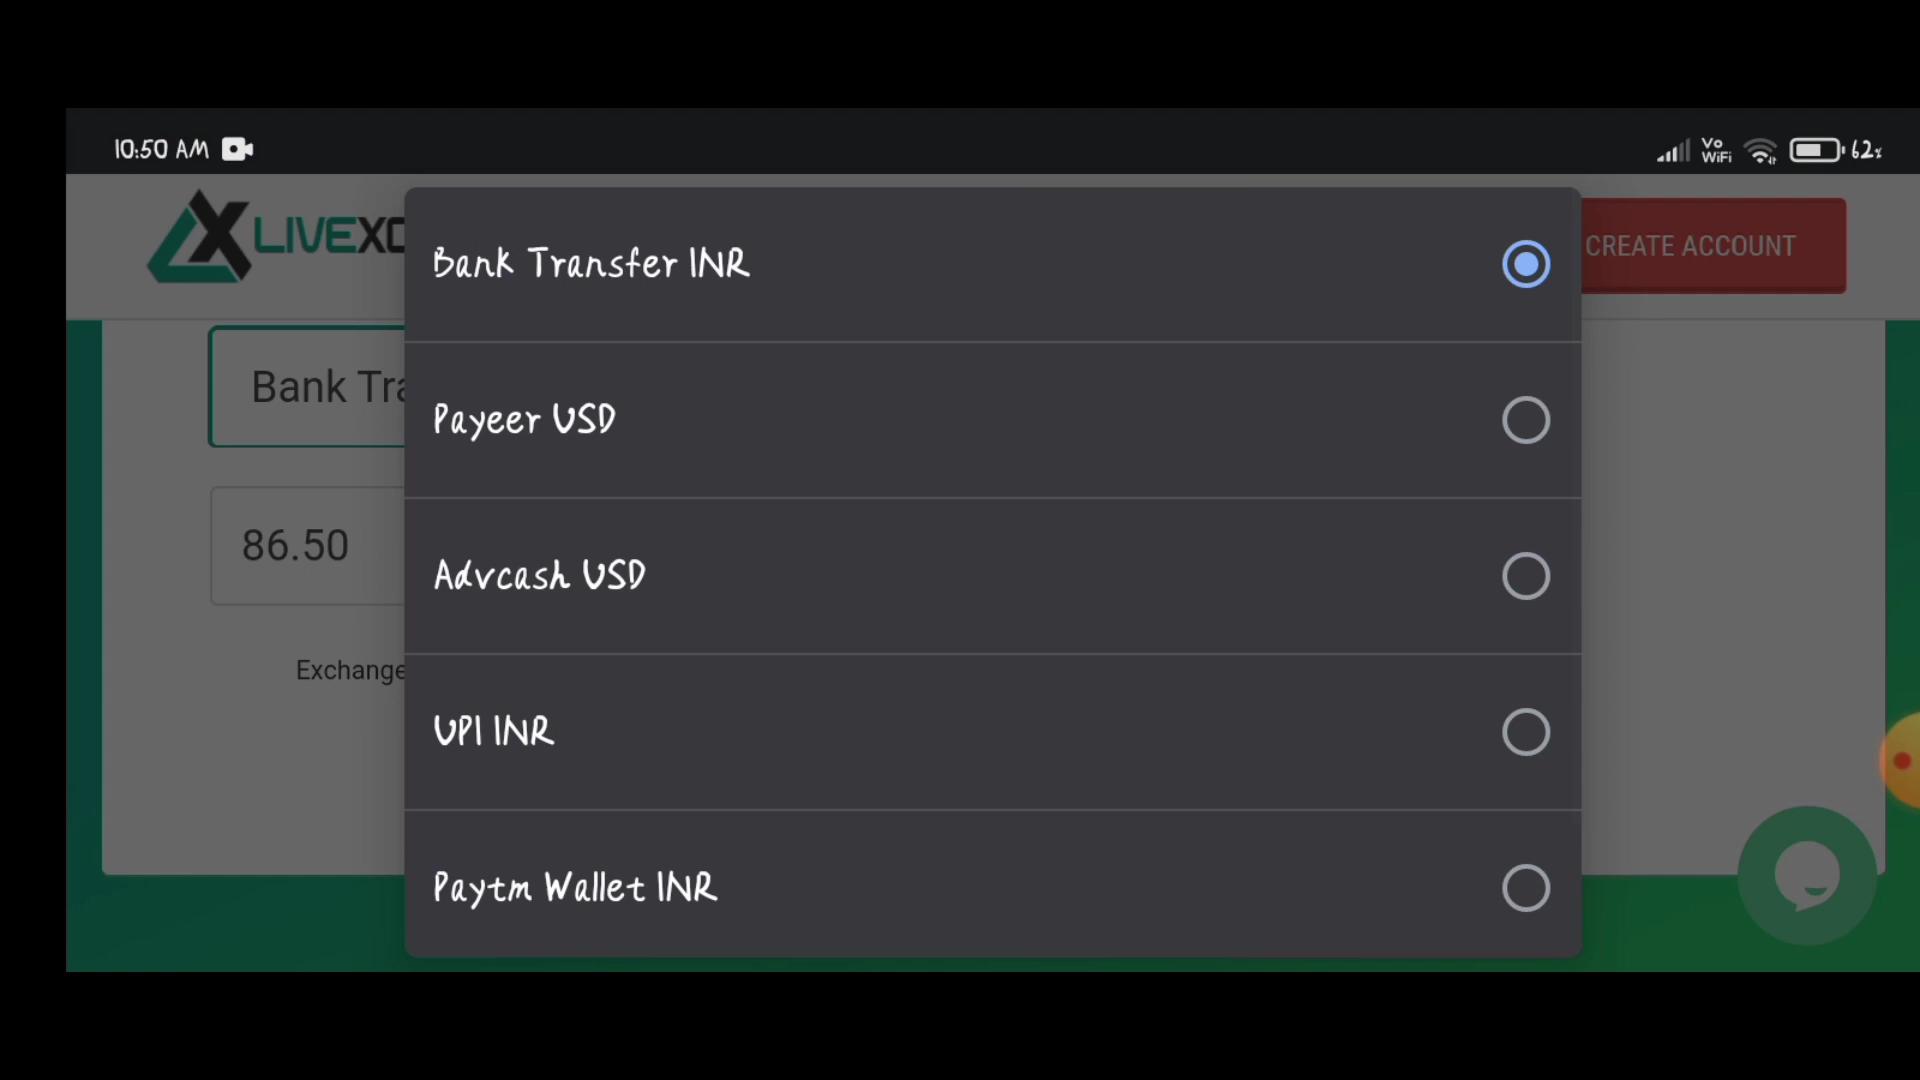 10:50 AM
Vo WiFi
62%
LIVEXC
CREATE ACCOUNT
Bank Transfer INR
Bank Tra
Payeer USD
86.50
Advcash USD
Exchange
UPI INR
Paytm Wallet INR